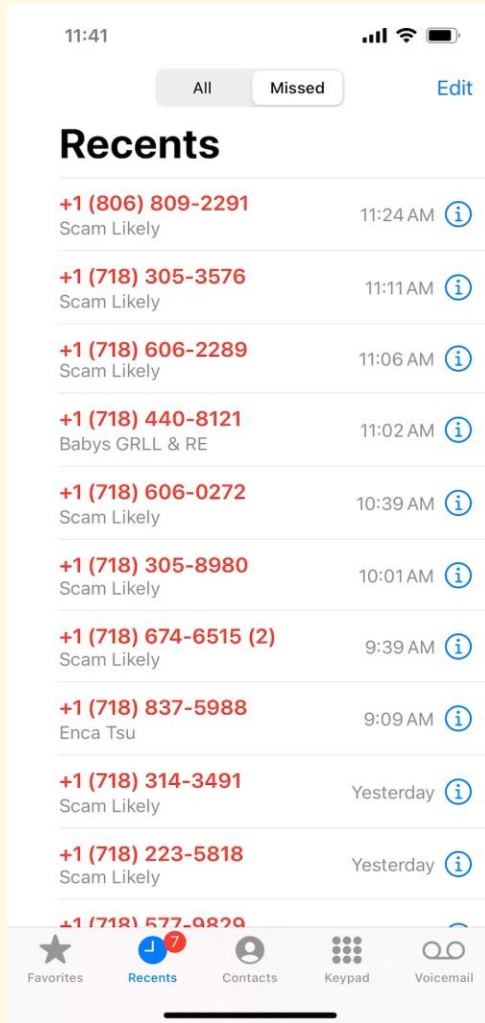 11:41
All Missed Edit
Recents
+1 (806) 809-2291 11:24 AM
Scam Likely
+1 (718) 305-3576 11:11 AM
Scam Likely
+1 (718) 606-2289 11:06 AM
Scam Likely
+1 (718) 440-8121 11:02 AM
Babys GRLL & RE
+1 (718) 606-0272 10:39 AM
Scam Likely
+1 (718) 305-8980 10:01 AM
Scam Likely
+1 (718) 674-6515 (2) 9:39 AM
Scam Likely
+1 (718) 837-5988 9:09 AM
Enca Tsu
+1 (718) 314-3491 Yesterday
Scam Likely
+1 (718) 223-5818 Yesterday
Scam Likely
+1 (718) 577-9829
7
Favorites Recents Contacts Keypad Voicemail